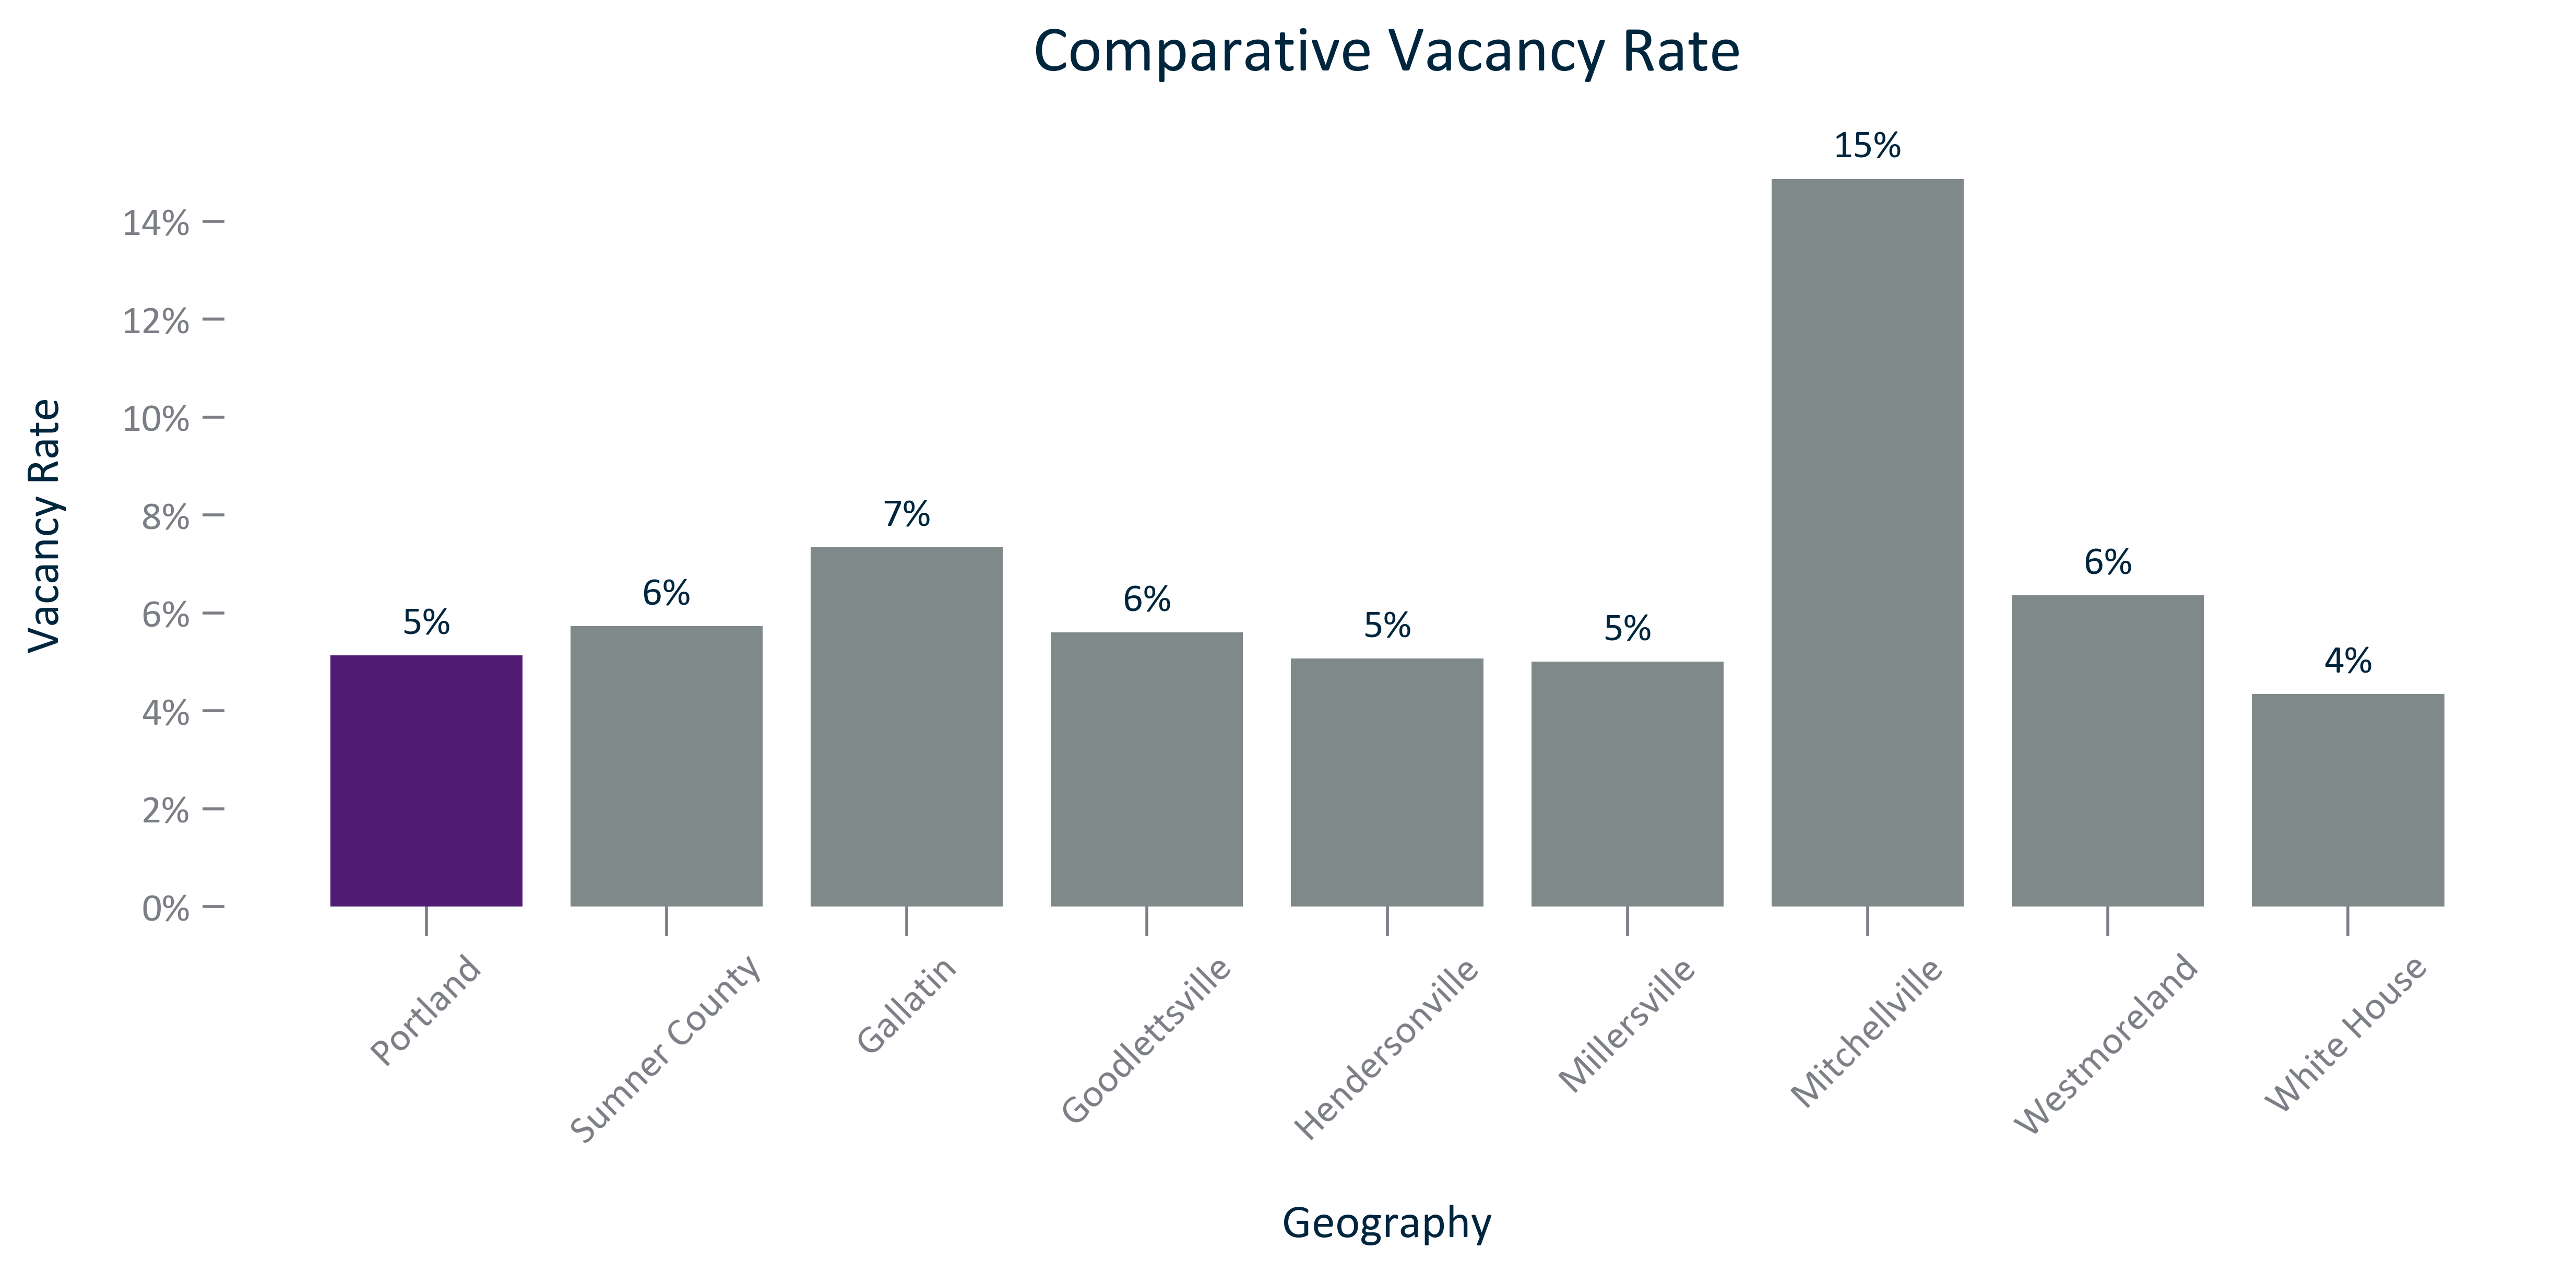 Comparative Vacancy Rate
15%
14%
12%
10%
8%
6%
4%
2%
0%
Vacancy Rate
5%
6%
7%
6%
5%
5%
6%
4%
Portland
Sumner County
Gallatin
Goodlettsville
Hendersonville
Millersville
Mitchellville
Westmoreland
White House
Geography